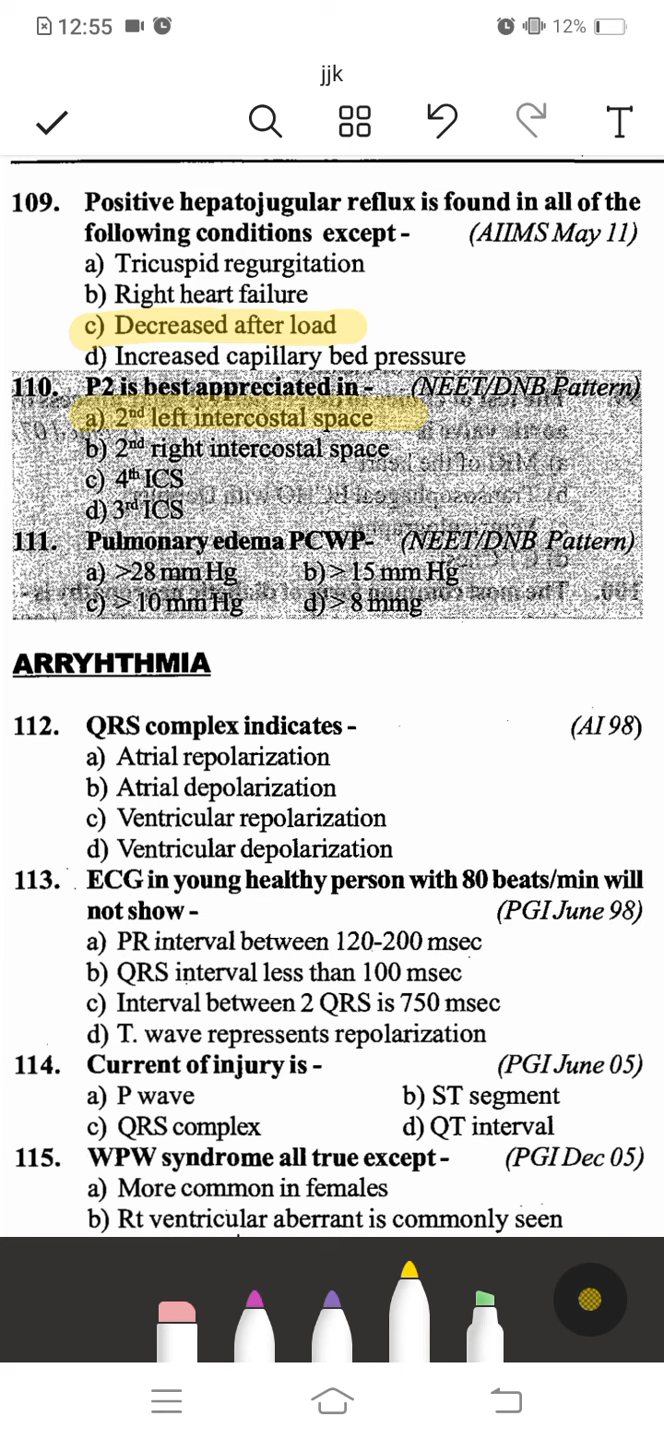 12:55
12%
jjk
T
109. Positive hepatojugular reflux is found in all of the
following conditions except - (AIIMS May 11)
a) Tricuspid regurgitation
b) Right heart failure
c) Decreased after load
d) Increased capillary bed pressure
110. P2 is best appreciated in - (NEET/DNB Pattern)
a) 2nd left intercostal space
b) 2nd right intercostal space
c) 4th ICS
d) 3rd ICS
111. Pulmonary edema PCWP- (NEET/DNB Pattern)
a) >28 mm Hg b) > 15 mm Hg
c) > 10 mm Hg d) > 8 mmg
ARRYHTHMIA
112. QRS complex indicates - (AI 98)
a) Atrial repolarization
b) Atrial depolarization
c) Ventricular repolarization
d) Ventricular depolarization
113. ECG in young healthy person with 80 beats/min will
not show - (PGI June 98)
a) PR interval between 120-200 msec
b) QRS interval less than 100 msec
c) Interval between 2 QRS is 750 msec
d) T. wave repressents repolarization
114. Current of injury is - (PGI June 05)
a) P wave b) ST segment
c) QRS complex d) QT interval
115. WPW syndrome all true except - (PGI Dec 05)
a) More common in females
b) Rt ventricular aberrant is commonly seen